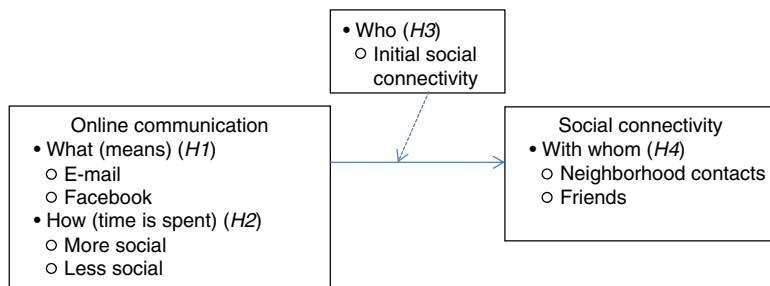 • Who (H3)
○ Initial social
connectivity
Online communication
• What (means) (H1)
○ E-mail
○ Facebook
• How (time is spent) (H2)
○ More social
○ Less social
Social connectivity
• With whom (H4)
○ Neighborhood contacts
○ Friends